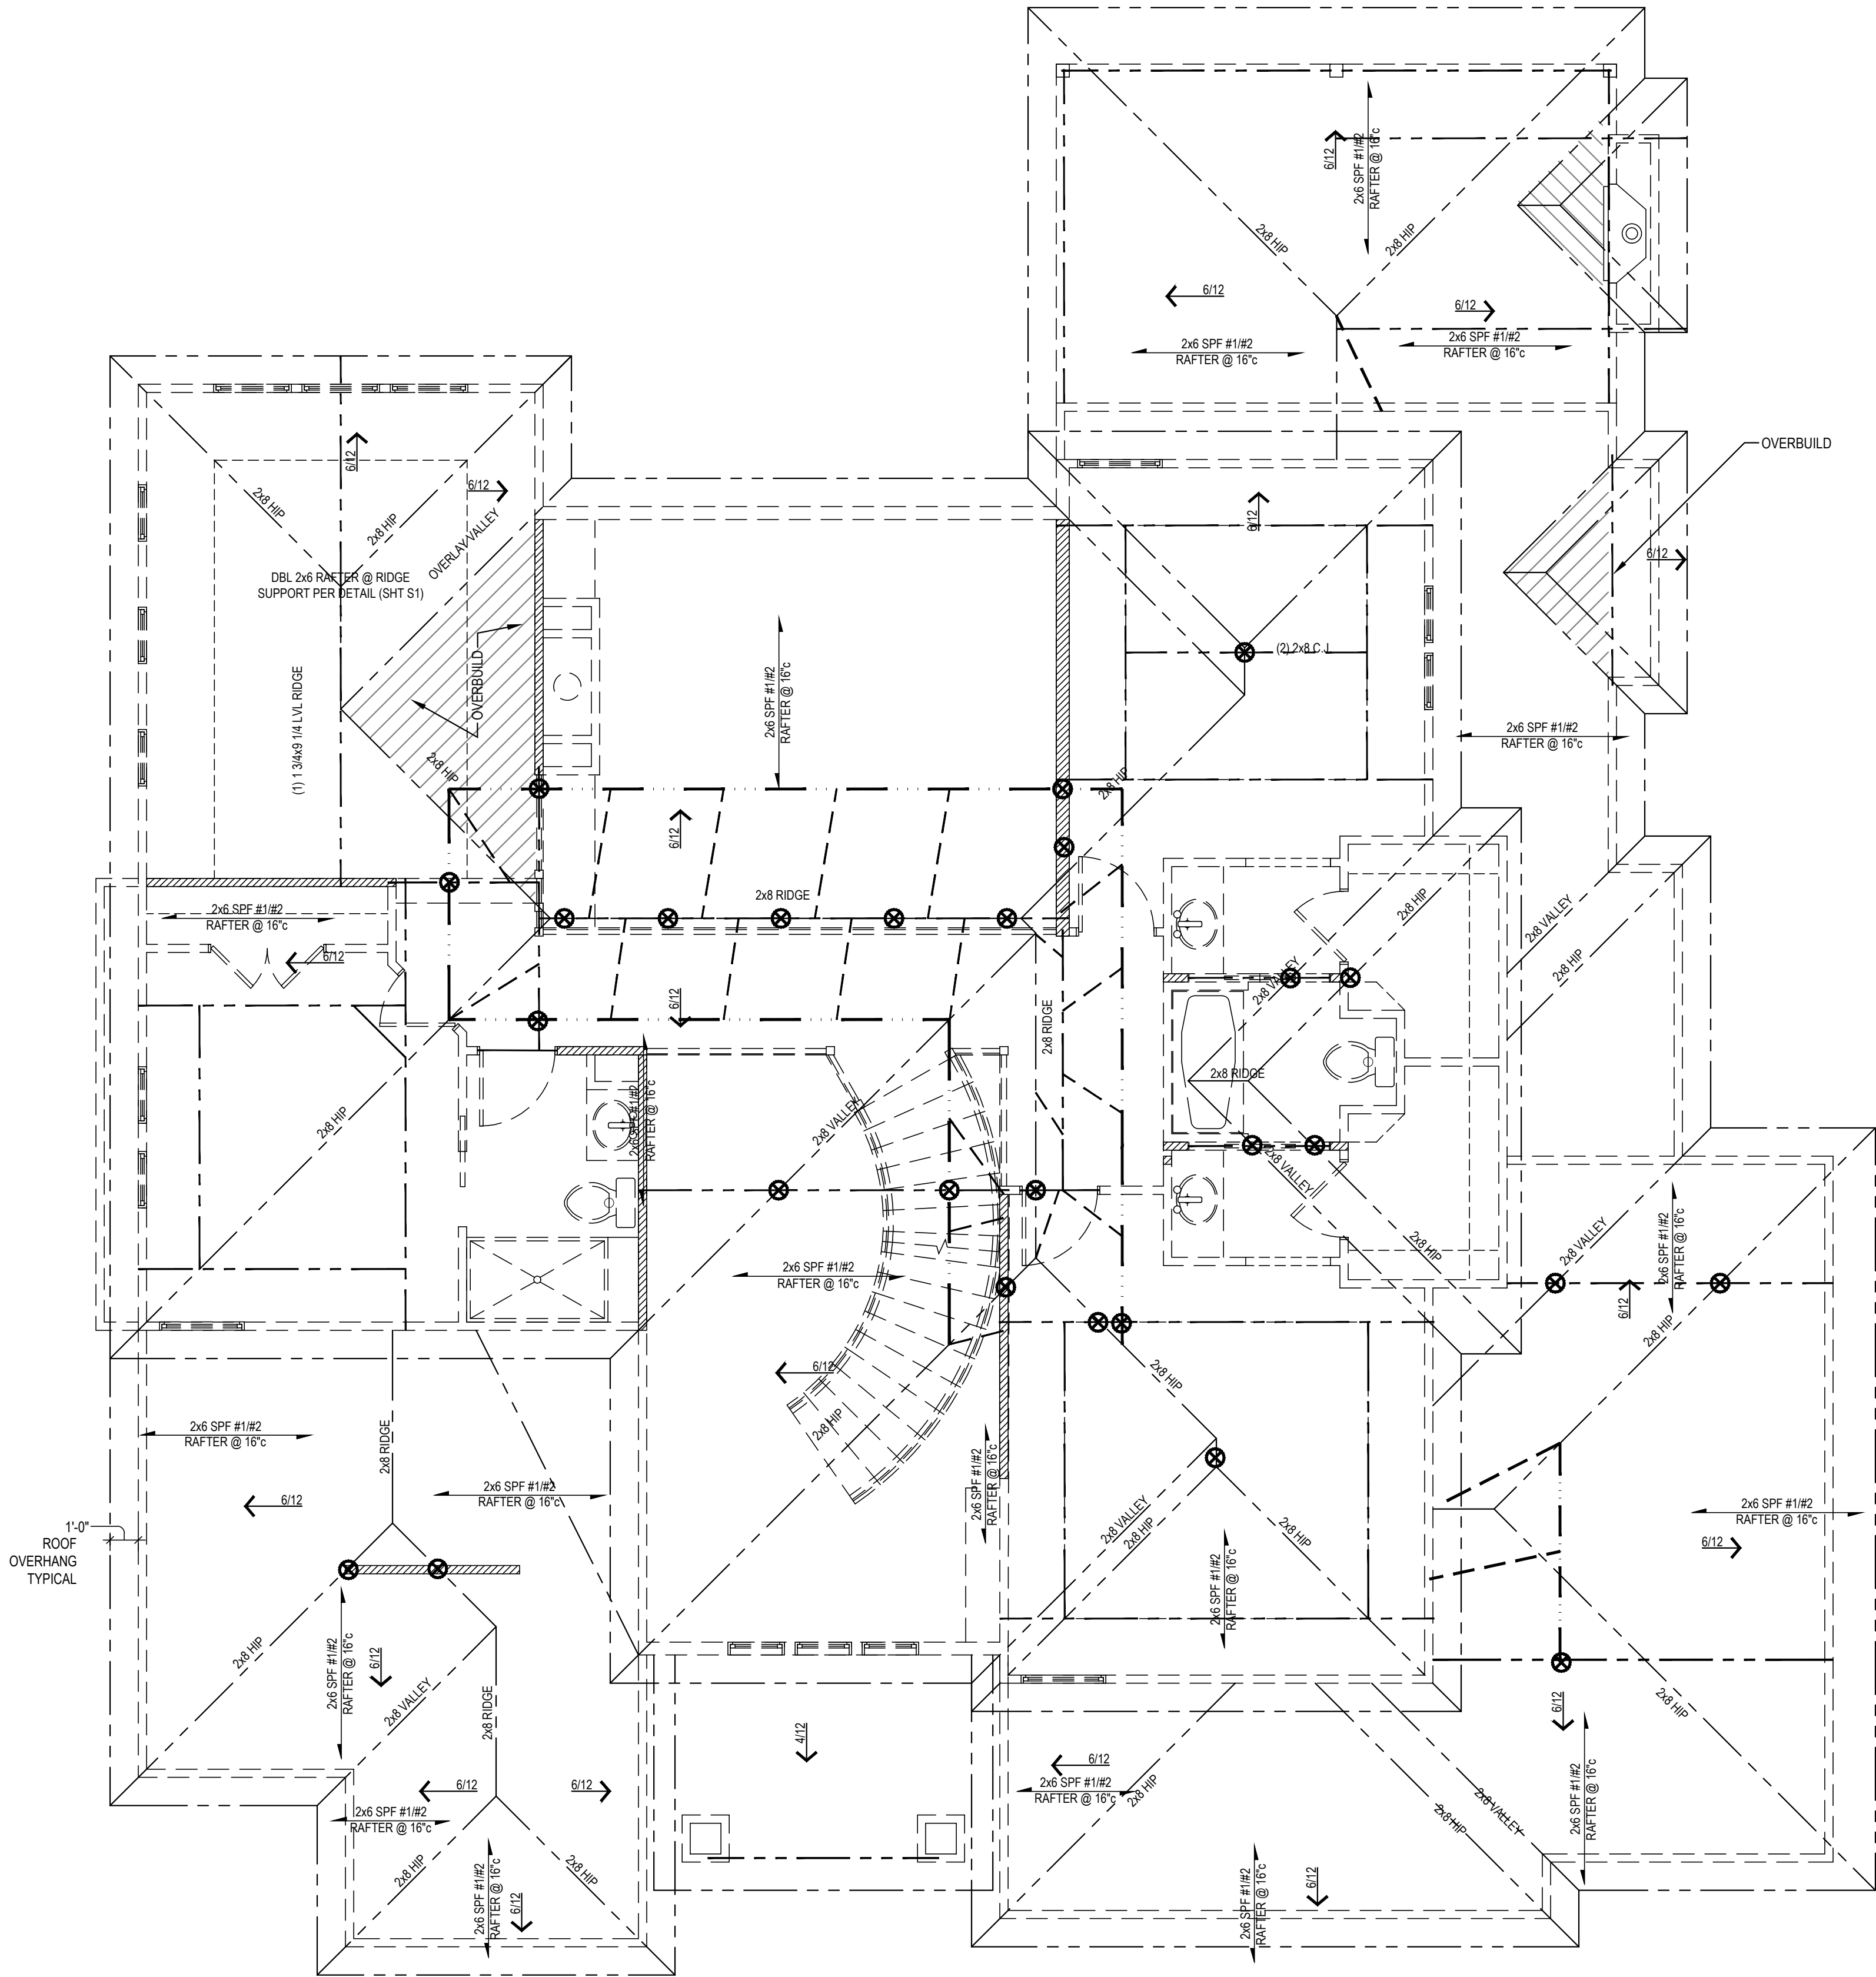 6/12
2x6 SPF #1/#2
RAFTER @ 16"c
2x8 HIP
2x8 HIP
6/12
6/12
2x6 SPF #1/#2
RAFTER @ 16"c
2x6 SPF #1/#2
RAFTER @ 16"c
OVERBUILD
6/12
6/12
2x8 HIP
2x8 HIP
OVERLAY VALLEY
6/12
6/12
DBL 2x6 RAFTER @ RIDGE
SUPPORT PER DETAIL (SHT S1)
(1) 1 3/4x9 1/4 LVL RIDGE
OVERBUILD
2x8 HIP
2x6 SPF #1/#2
RAFTER @ 16"c
(2) 2x8 C.J.
2x6 SPF #1/#2
RAFTER @ 16"c
2x8 HIP
6/12
2x8 RIDGE
2x6 SPF #1/#2
RAFTER @ 16"c
6/12
6/12
2x8 HIP
2x8 VALLEY
2x8 HIP
2x8 VALLEY
2x8 RIDGE
2x8 RIDGE
2x8 HIP
2x6 SPF #1/#2
RAFTER @ 16"c
2x8 VALLEY
2x8 VALLEY
2x8 HIP
2x8 VALLEY
2x6 SPF #1/#2
RAFTER @ 16"c
6/12
2x8 HIP
2x6 SPF #1/#2
RAFTER @ 16"c
6/12
2x8 HIP
2x8 HIP
2x6 SPF #1/#2
RAFTER @ 16"c
2x8 RIDGE
2x6 SPF #1/#2
RAFTER @ 16"c
6/12
2x6 SPF #1/#2
RAFTER @ 16"c
1'-0"
ROOF
OVERHANG
TYPICAL
2x8 VALLEY
2x8 HIP
2x8 HIP
2x6 SPF #1/#2
RAFTER @ 16"c
2x6 SPF #1/#2
RAFTER @ 16"c
6/12
2x8 HIP
2x6 SPF #1/#2
RAFTER @ 16"c
6/12
2x8 VALLEY
2x8 RIDGE
4/12
6/12
2x8 HIP
6/12
6/12
6/12
2x6 SPF #1/#2
RAFTER @ 16"c
2x6 SPF #1/#2
RAFTER @ 16"c
2x8 HIP
2x8 HIP
2x8 VALLEY
2x6 SPF #1/#2
RAFTER @ 16"c
2x8 HIP
2x8 HIP
2x6 SPF #1/#2
RAFTER @ 16"c
6/12
2x6 SPF #1/#2
RAFTER @ 16"c
6/12